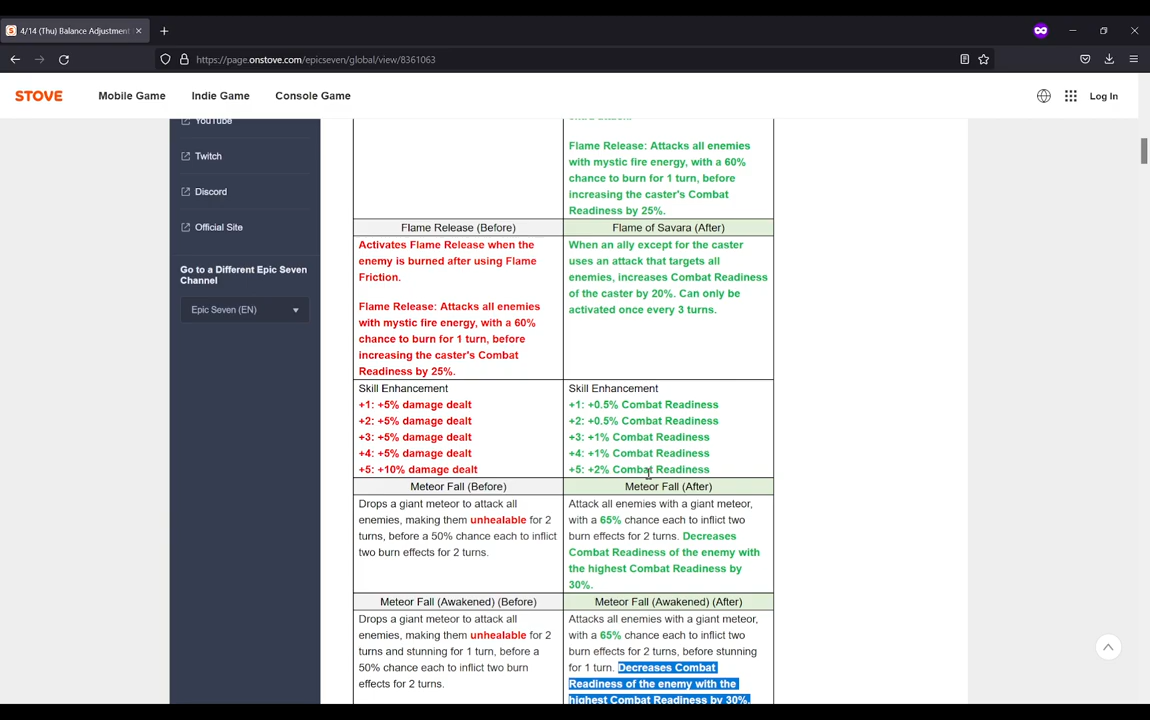 4/14 (Thu) Balance Adjustment
https://page.onstove.com/epicseven/global/view/8361063
STOVE
Mobile Game
Indie Game
Console Game
Log In
YouTube
Twitch
Discord
Official Site
Go to a Different Epic Seven
Channel
Epic Seven (EN)
extra attack.
Flame Release: Attacks all enemies
with mystic fire energy, with a 60%
chance to burn for 1 turn, before
increasing the caster's Combat
Readiness by 25%.
Flame Release (Before)
Flame of Savara (After)
Activates Flame Release when the
enemy is burned after using Flame
Friction.
Flame Release: Attacks all enemies
with mystic fire energy, with a 60%
chance to burn for 1 turn, before
increasing the caster's Combat
Readiness by 25%.
When an ally except for the caster
uses an attack that targets all
enemies, increases Combat Readiness
of the caster by 20%. Can only be
activated once every 3 turns.
Skill Enhancement
+1: +5% damage dealt
+2: +5% damage dealt
+3: +5% damage dealt
+4: +5% damage dealt
+5: +10% damage dealt
Skill Enhancement
+1: +0.5% Combat Readiness
+2: +0.5% Combat Readiness
+3: +1% Combat Readiness
+4: +1% Combat Readiness
+5: +2% Combat Readiness
Meteor Fall (Before)
Meteor Fall (After)
Drops a giant meteor to attack all
enemies, making them unhealable for 2
turns, before a 50% chance each to inflict
two burn effects for 2 turns.
Attack all enemies with a giant meteor,
with a 65% chance each to inflict two
burn effects for 2 turns. Decreases
Combat Readiness of the enemy with
the highest Combat Readiness by
30%.
Meteor Fall (Awakened) (Before)
Meteor Fall (Awakened) (After)
Drops a giant meteor to attack all
enemies, making them unhealable for 2
turns and stunning for 1 turn, before a
50% chance each to inflict two burn
effects for 2 turns.
Attacks all enemies with a giant meteor,
with a 65% chance each to inflict two
burn effects for 2 turns, before stunning
for 1 turn. Decreases Combat
Readiness of the enemy with the
highest Combat Readiness by 30%.